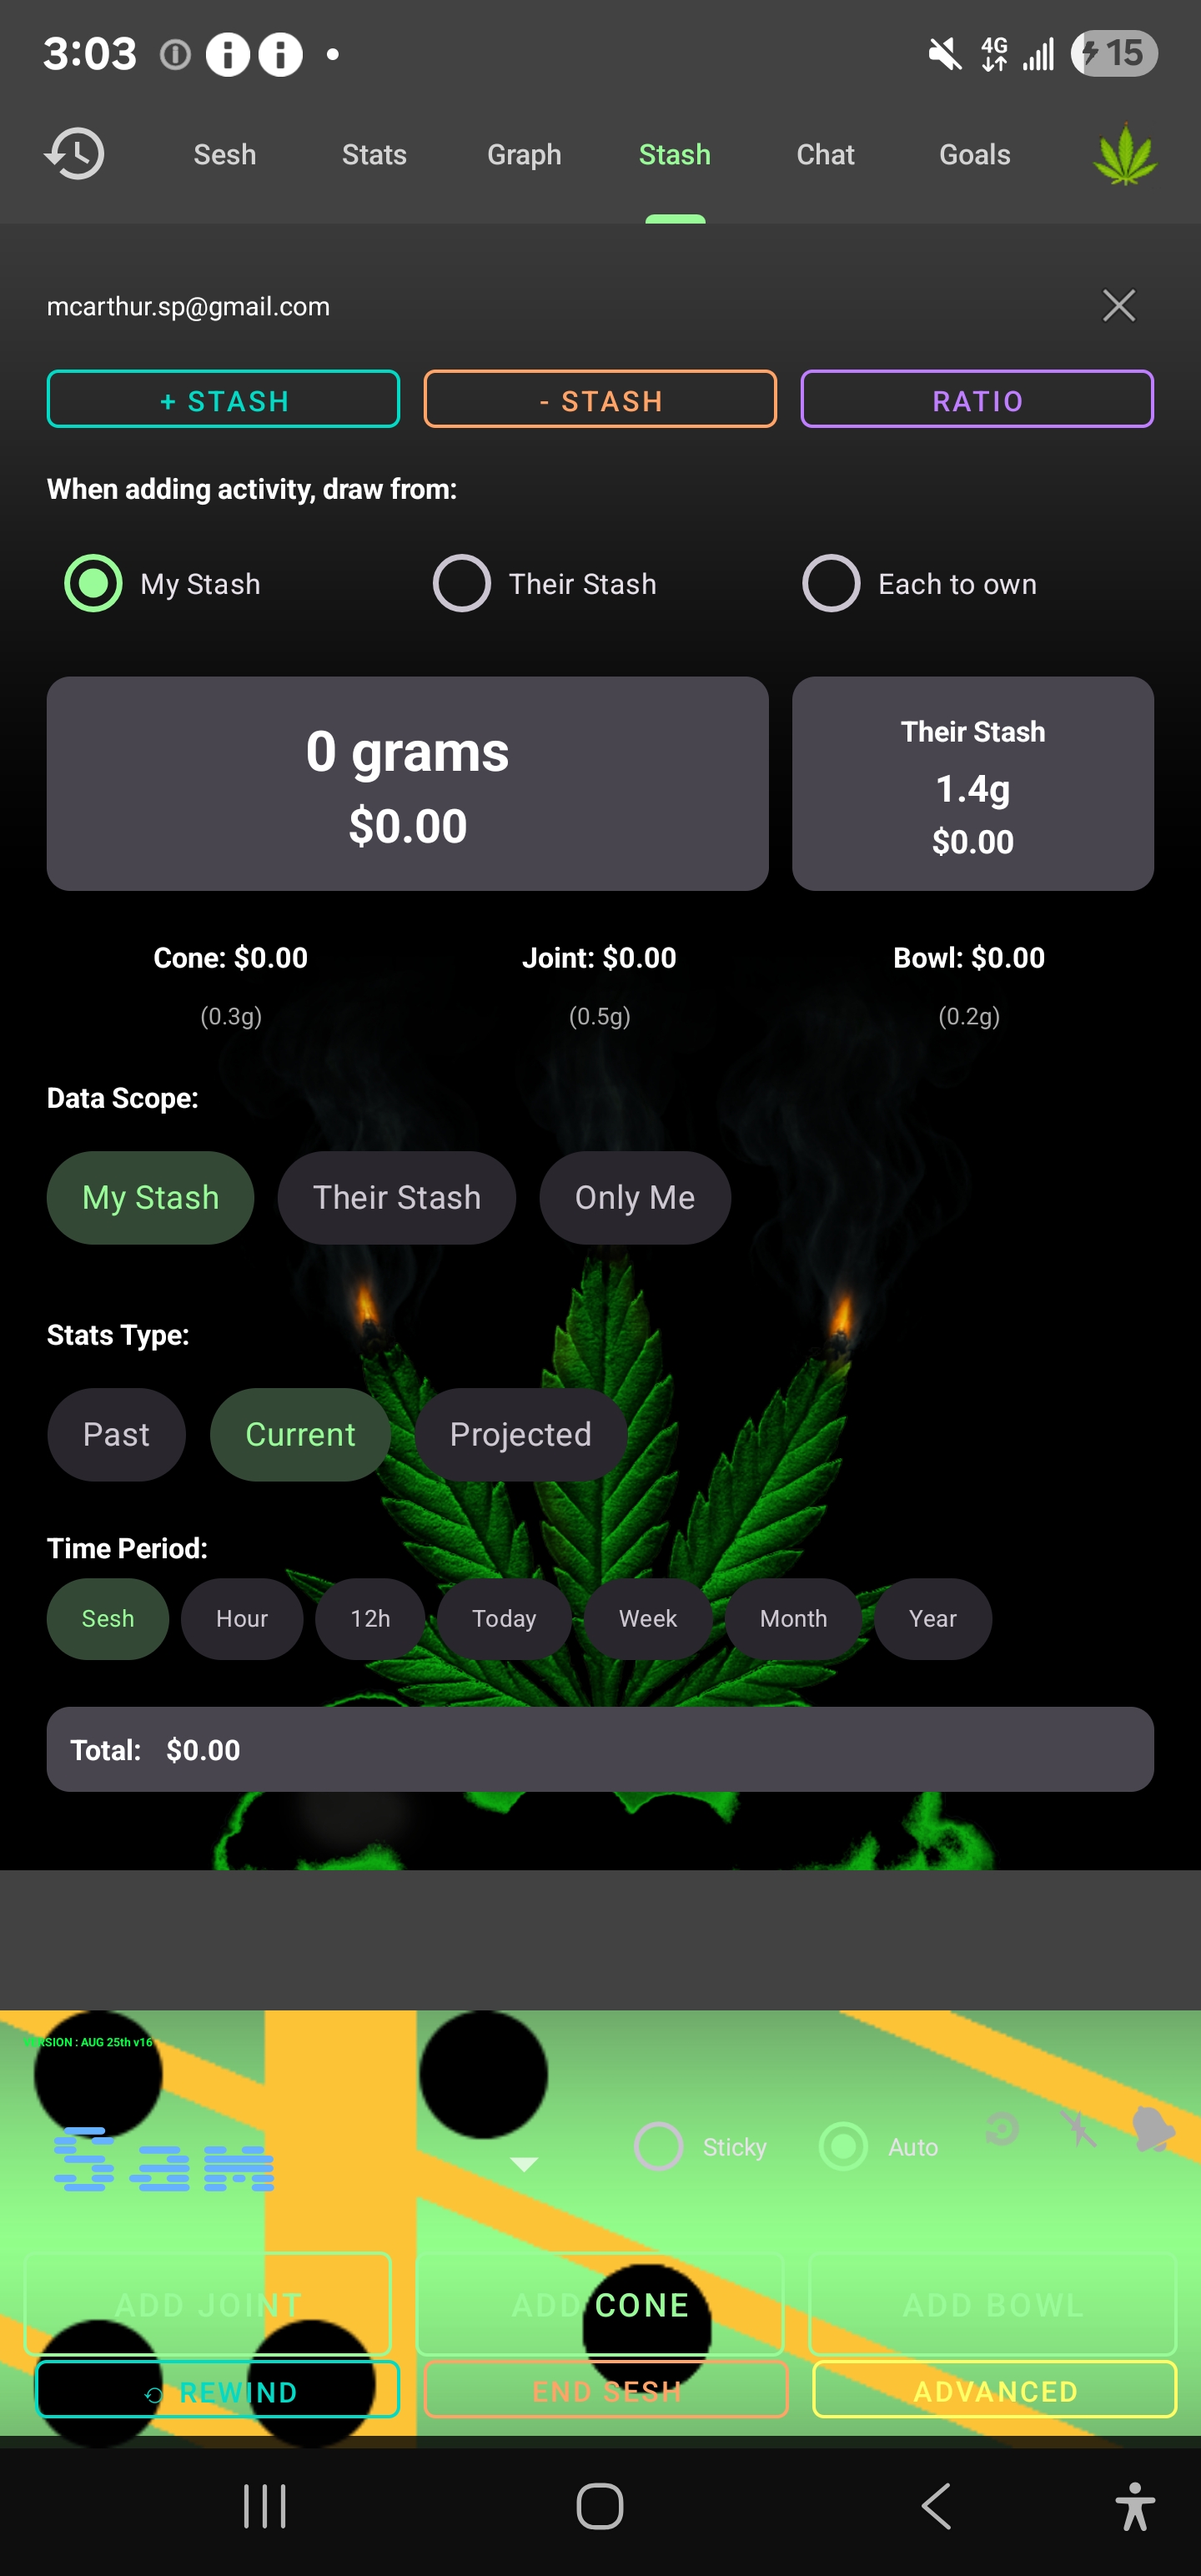 3:03
4G
15
Sesh Stats Graph Stash Chat Goals
mcarthur.sp@gmail.com
+ STASH - STASH RATIO
When adding activity, draw from:
My Stash Their Stash Each to own
0 grams
$0.00
Their Stash
1.4g
$0.00
Cone: $0.00 Joint: $0.00 Bowl: $0.00
(0.3g) (0.5g) (0.2g)
Data Scope:
My Stash Their Stash Only Me
Stats Type:
Past Current Projected
Time Period:
Sesh Hour 12h Today Week Month Year
Total: $0.00
VERSION : AUG 25th v16
Sam
Sticky Auto
ADD JOINT ADD CONE ADD BOWL
REWIND END SESH ADVANCED